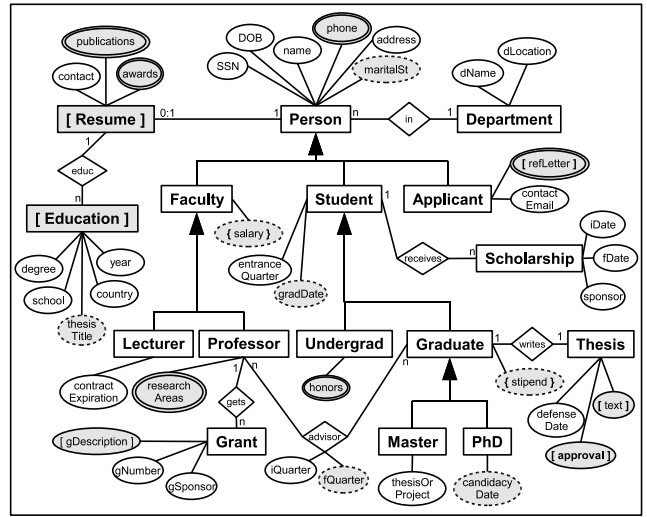 publications
DOB
name
phone
address
dLocation
contact
awards
SSN
maritalSt
dName
[ Resume ]
0:1
1
Person
n
in
1
Department
1
educ
n
[ Education ]
Faculty
Student
1
Applicant
[ refLetter ]
contact
Email
{ salary }
iDate
degree
year
entrance
Quarter
receives
n
Scholarship
fDate
school
country
gradDate
sponsor
thesis
Title
Lecturer
Professor
Undergrad
Graduate
1
writes
1
Thesis
1
n
n
contract
Expiration
research
Areas
honors
{ stipend }
gets
defense
Date
[ text ]
n
[ gDescription ]
Grant
advisor
Master
PhD
[ approval ]
gNumber
iQuarter
fQuarter
thesisOr
Project
candidacy
Date
gSponsor